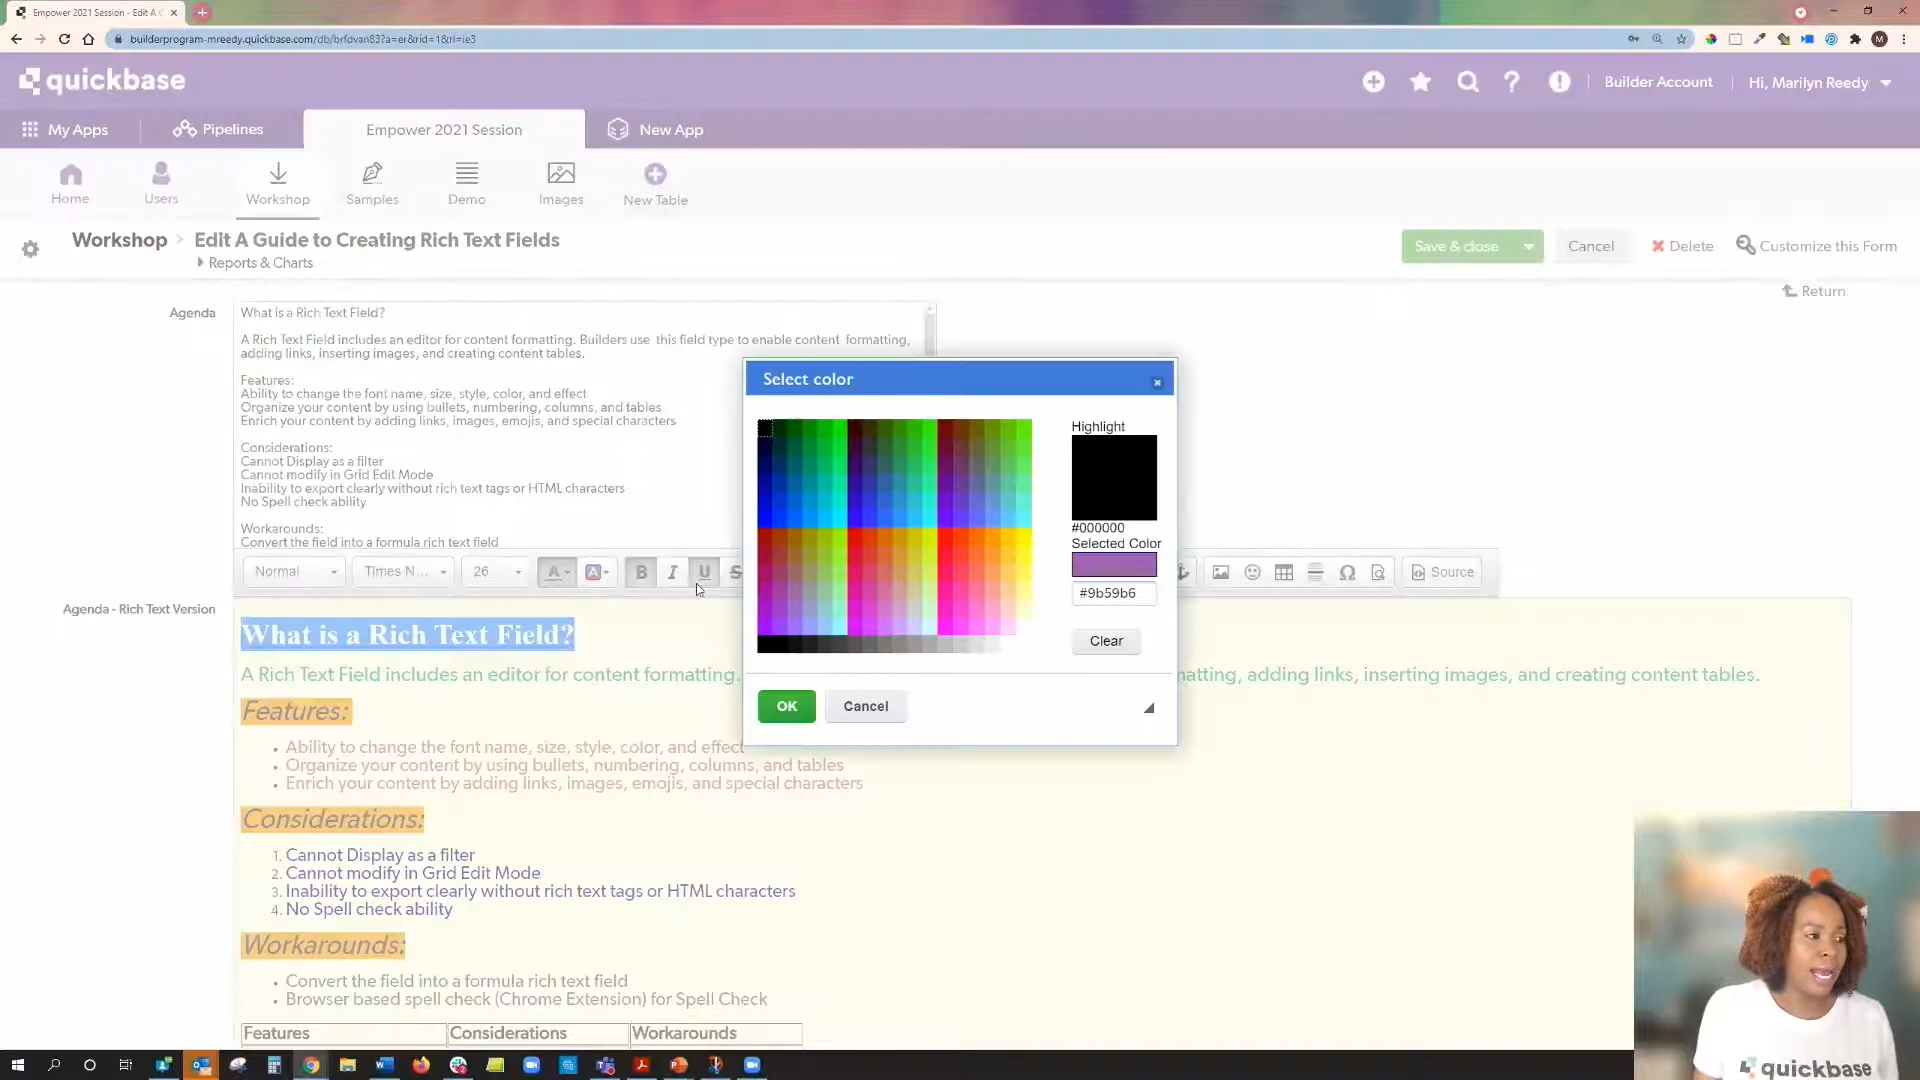 Empower 2021 Session - Edit A G
builderprogram-mreedy.quickbase.com/db/brfdvan83?a=er&rid=1&rl=ie3
M
quickbase
Builder Account
Hi, Marilyn Reedy
My Apps
Pipelines
Empower 2021 Session
New App
Home
Users
Workshop
Samples
Demo
Images
New Table
Workshop > Edit A Guide to Creating Rich Text Fields
Reports & Charts
Save & close
Cancel
Delete
Customize this Form
Return
Agenda
What is a Rich Text Field?
A Rich Text Field includes an editor for content formatting. Builders use this field type to enable content formatting,
adding links, inserting images, and creating content tables.
Features:
Ability to change the font name, size, style, color, and effect
Organize your content by using bullets, numbering, columns, and tables
Enrich your content by adding links, images, emojis, and special characters
Considerations:
Cannot Display as a filter
Cannot modify in Grid Edit Mode
Inability to export clearly without rich text tags or HTML characters
No Spell check ability
Workarounds:
Convert the field into a formula rich text field
Normal
Times N...
26
A
A
B
I
U
S
Ω
Source
Agenda - Rich Text Version
What is a Rich Text Field?
A Rich Text Field includes an editor for content formatting.
matting, adding links, inserting images, and creating content tables.
Features:
• Ability to change the font name, size, style, color, and effect
• Organize your content by using bullets, numbering, columns, and tables
• Enrich your content by adding links, images, emojis, and special characters
Considerations:
1. Cannot Display as a filter
2. Cannot modify in Grid Edit Mode
3. Inability to export clearly without rich text tags or HTML characters
4. No Spell check ability
Workarounds:
• Convert the field into a formula rich text field
• Browser based spell check (Chrome Extension) for Spell Check
Features
Considerations
Workarounds
Select color
Highlight
#000000
Selected Color
#9b59b6
Clear
OK
Cancel
quickbase